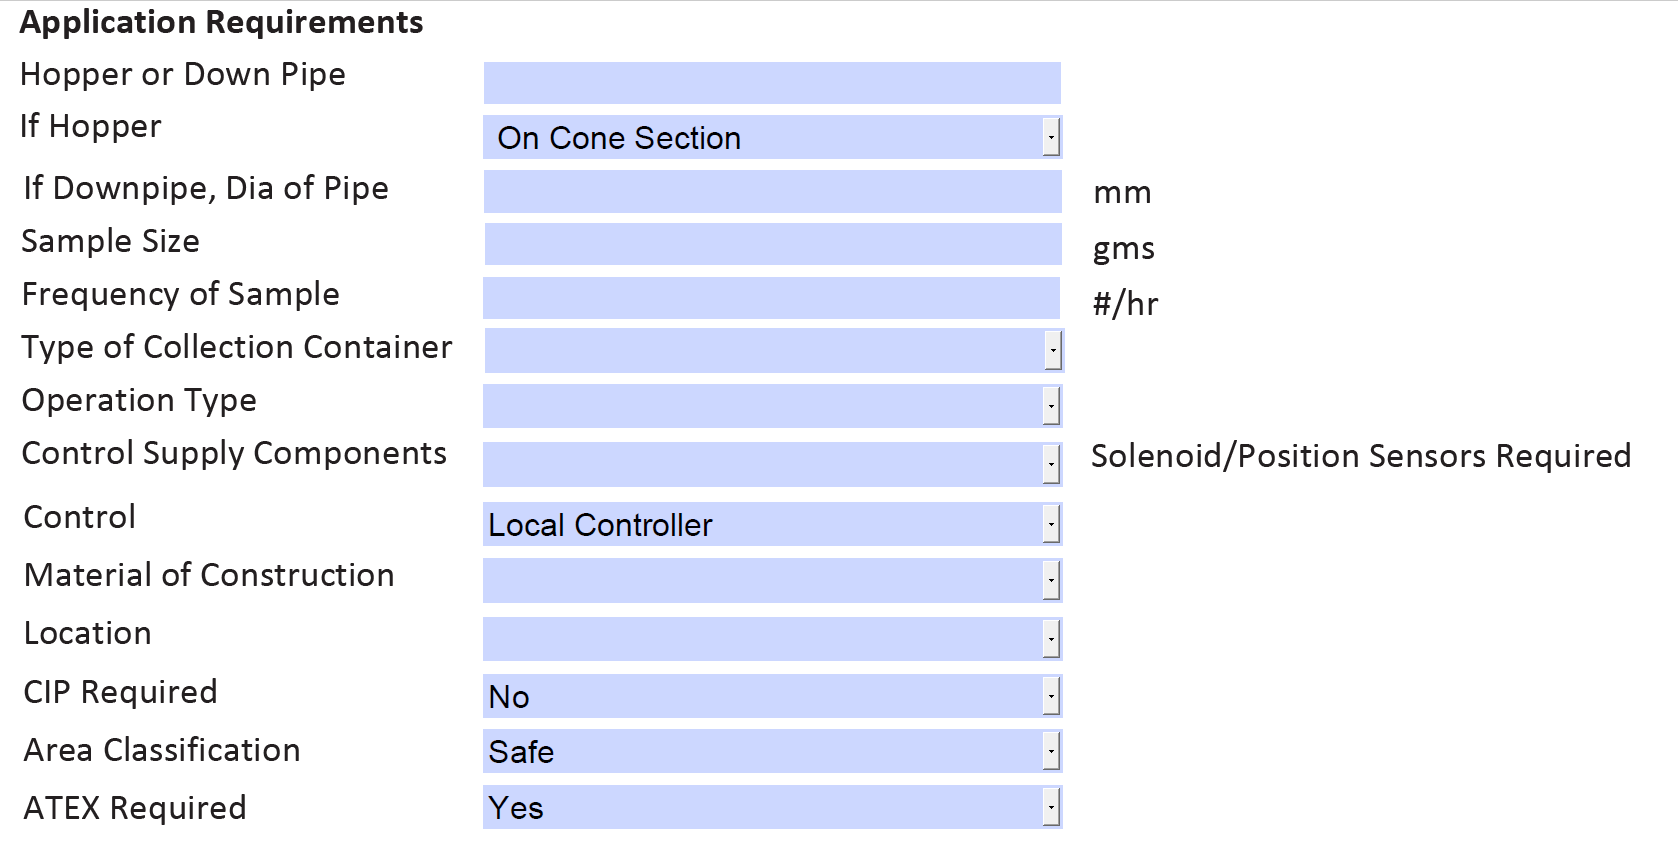 Application Requirements
Hopper or Down Pipe
If Hopper On Cone Section
If Downpipe, Dia of Pipe mm
Sample Size gms
Frequency of Sample #/hr
Type of Collection Container
Operation Type
Control Supply Components Solenoid/Position Sensors Required
Control Local Controller
Material of Construction
Location
CIP Required No
Area Classification Safe
ATEX Required Yes